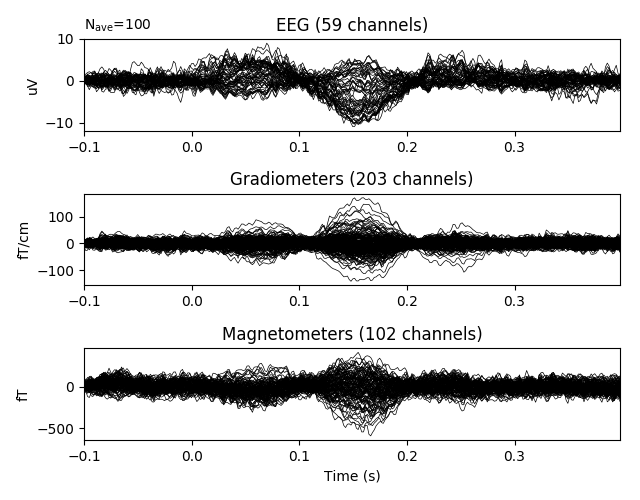 N_ave=100
EEG (59 channels)
10
0
−10
uV
−0.1 0.0 0.1 0.2 0.3
Gradiometers (203 channels)
100
0
−100
fT/cm
−0.1 0.0 0.1 0.2 0.3
Magnetometers (102 channels)
0
−500
fT
−0.1 0.0 0.1 0.2 0.3
Time (s)